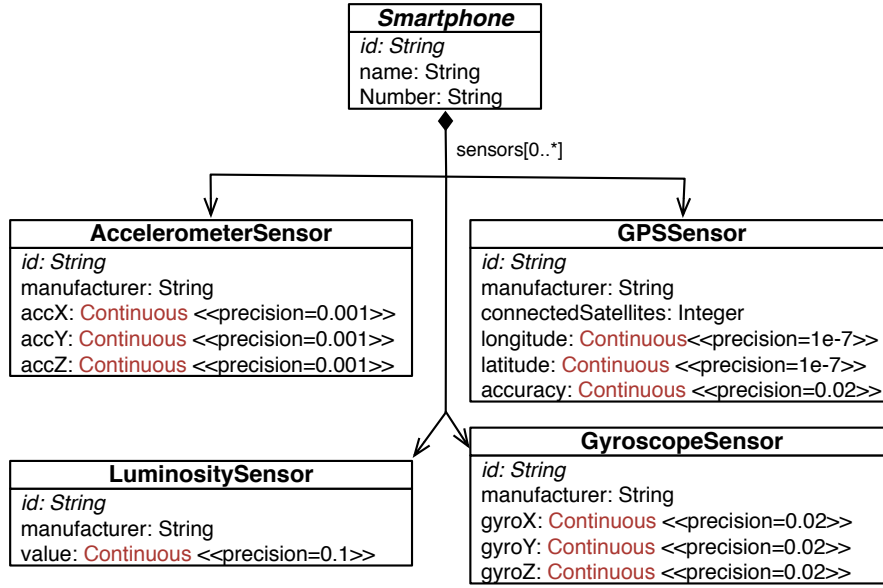 Smartphone
id: String
name: String
Number: String
sensors[0..*]
AccelerometerSensor
id: String
manufacturer: String
accX: Continuous <<precision=0.001>>
accY: Continuous <<precision=0.001>>
accZ: Continuous <<precision=0.001>>
GPSSensor
id: String
manufacturer: String
connectedSatellites: Integer
longitude: Continuous<<precision=1e-7>>
latitude: Continuous <<precision=1e-7>>
accuracy: Continuous <<precision=0.02>>
LuminositySensor
id: String
manufacturer: String
value: Continuous <<precision=0.1>>
GyroscopeSensor
id: String
manufacturer: String
gyroX: Continuous <<precision=0.02>>
gyroY: Continuous <<precision=0.02>>
gyroZ: Continuous <<precision=0.02>>